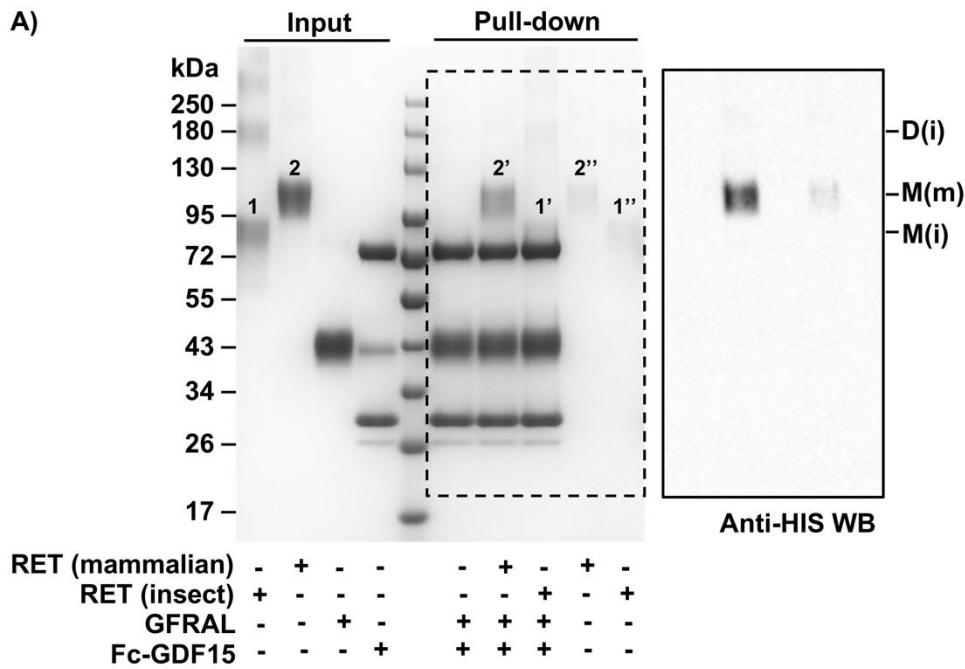 A)
Input Pull-down
kDa
250
180
130
95
72
55
43
34
26
17
1 2 2' 1' 2'' 1''
D(i)
M(m)
M(i)
Anti-HIS WB
RET (mammalian) - + - - - + - + -
RET (insect) + - - - - - + - +
GFRAL - - + - + + + - -
Fc-GDF15 - - - + + + + - -